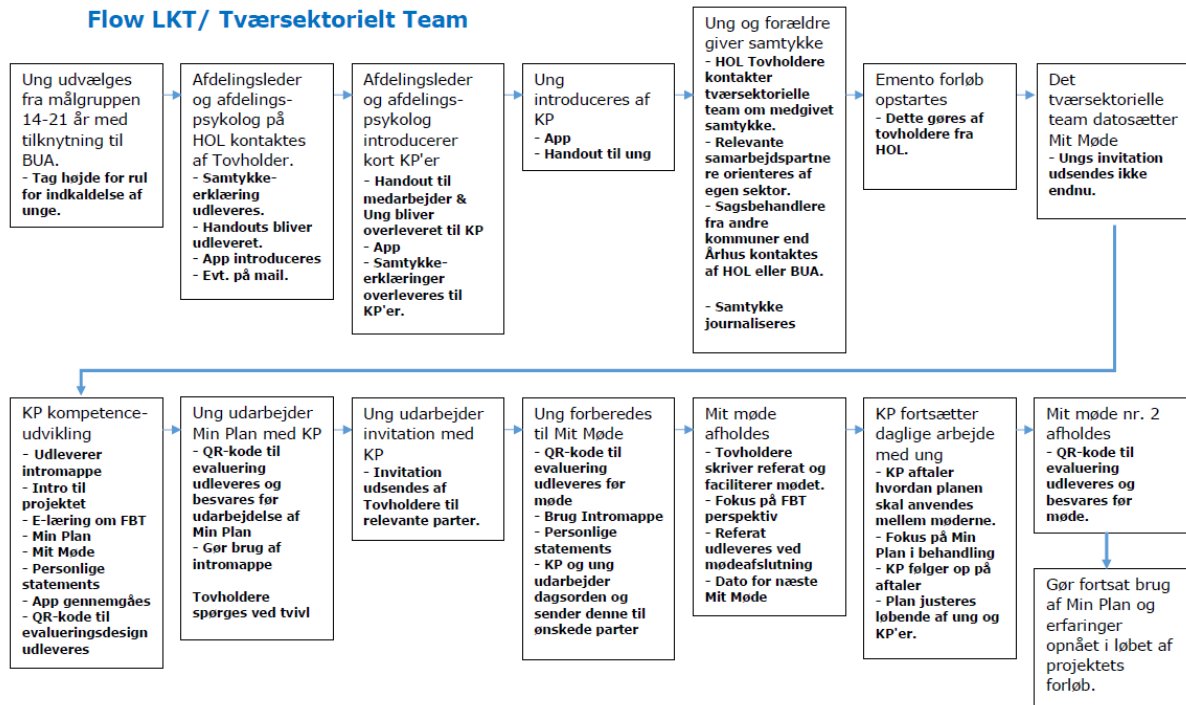 Flow LKT/ Tværsektorielt Team
Ung udvælges
fra målgruppen
14-21 år med
tilknytning til
BUA.
- Tag højde for rul
for indkaldelse af
unge.
Afdelingsleder
og afdelings-
psykolog på
HOL kontaktes
af Tovholder.
- Samtykke-
erklæring
udleveres.
- Handouts bliver
udleveret.
- App introduceres
- Evt. på mail.
Afdelingsleder
og afdelings-
psykolog
introducerer
kort KP'er
- Handout til
medarbejder &
Ung bliver
overleveret til KP
- App
- Samtykke-
erklæringer
overleveres til
KP'er.
Ung
introduceres af
KP
- App
- Handout til ung
Ung og forældre
giver samtykke
- HOL Tovholdere
kontakter
tværsektorielle
team om medgivet
samtykke.
- Relevante
samarbejdspartne
re orienteres af
egen sektor.
- Sagsbehandlere
fra andre
kommuner end
Århus kontaktes
af HOL eller BUA.
- Samtykke
journaliseres
Emento forløb
opstartes
- Dette gøres af
tovholdere fra
HOL.
Det
tværsektorielle
team datosætter
Mit Møde
- Ungs invitation
udsendes ikke
endnu.
KP kompetence-
udvikling
- Udleverer
intromappe
- Intro til
projektet
- E-læring om FBT
- Min Plan
- Mit Møde
- Personlige
statements
- App gennemgåes
- QR-kode til
evalueringsdesign
udleveres
Ung udarbejder
Min Plan med KP
- QR-kode til
evaluering
udleveres og
besvares før
udarbejdelse af
Min Plan
- Gør brug af
intromappe
Tovholdere
spørges ved tvivl
Ung udarbejder
invitation med
KP
- Invitation
udsendes af
Tovholdere til
relevante parter.
Ung forberedes
til Mit Møde
- QR-kode til
evaluering
udleveres før
møde
- Brug Intromappe
- Personlige
statements
- KP og ung
udarbejder
dagsorden og
sender denne til
ønskede parter
Mit møde
afholdes
- Tovholdere
skriver referat og
faciliterer mødet.
- Fokus på FBT
perspektiv
- Referat
udleveres ved
mødeafslutning
- Dato for næste
Mit Møde
KP fortsætter
daglige arbejde
med ung
- KP aftaler
hvordan planen
skal anvendes
mellem møderne.
- Fokus på Min
Plan i behandling
- KP følger op på
aftaler
- Plan justeres
løbende af ung og
KP'er.
Mit møde nr. 2
afholdes
- QR-kode til
evaluering
udleveres og
besvares før
møde.
Gør fortsat brug
af Min Plan og
erfaringer
opnået i løbet af
projektets
forløb.